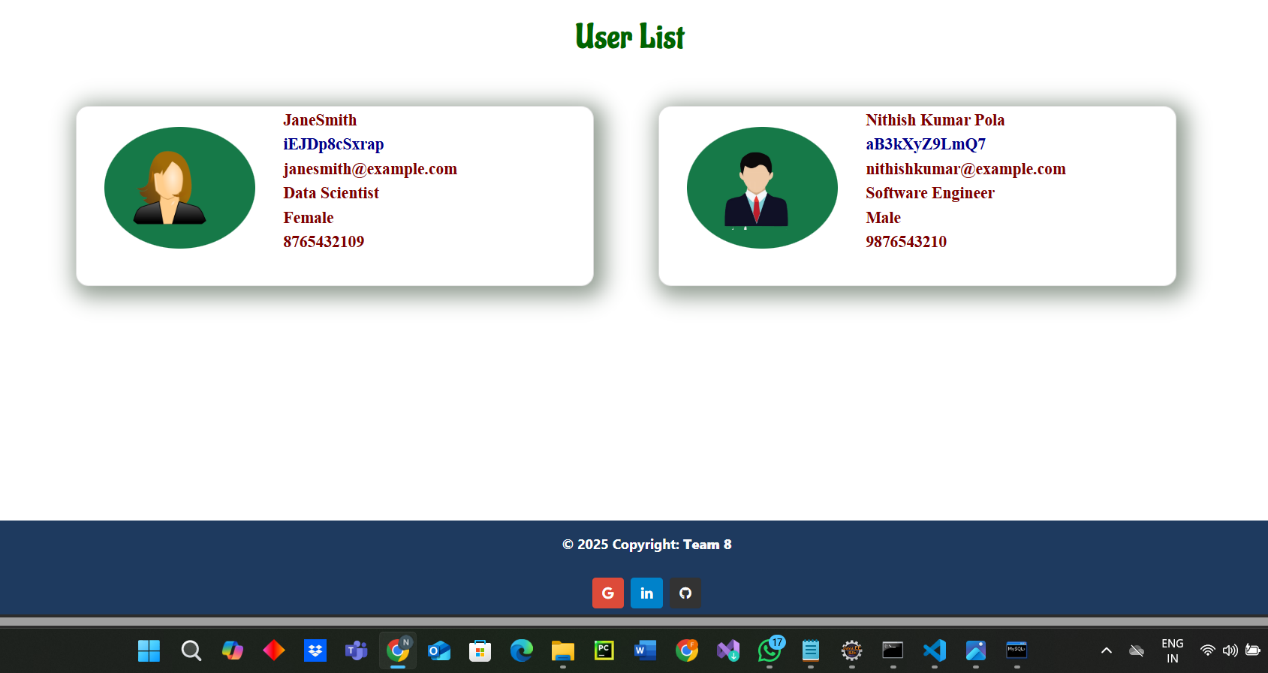 User List
JaneSmith
iEJDp8cSxrap
janesmith@example.com
Data Scientist
Female
8765432109
Nithish Kumar Pola
aB3kXyZ9LmQ7
nithishkumar@example.com
Software Engineer
Male
9876543210
© 2025 Copyright: Team 8
G
in
N
PC
W
17
ENG
IN